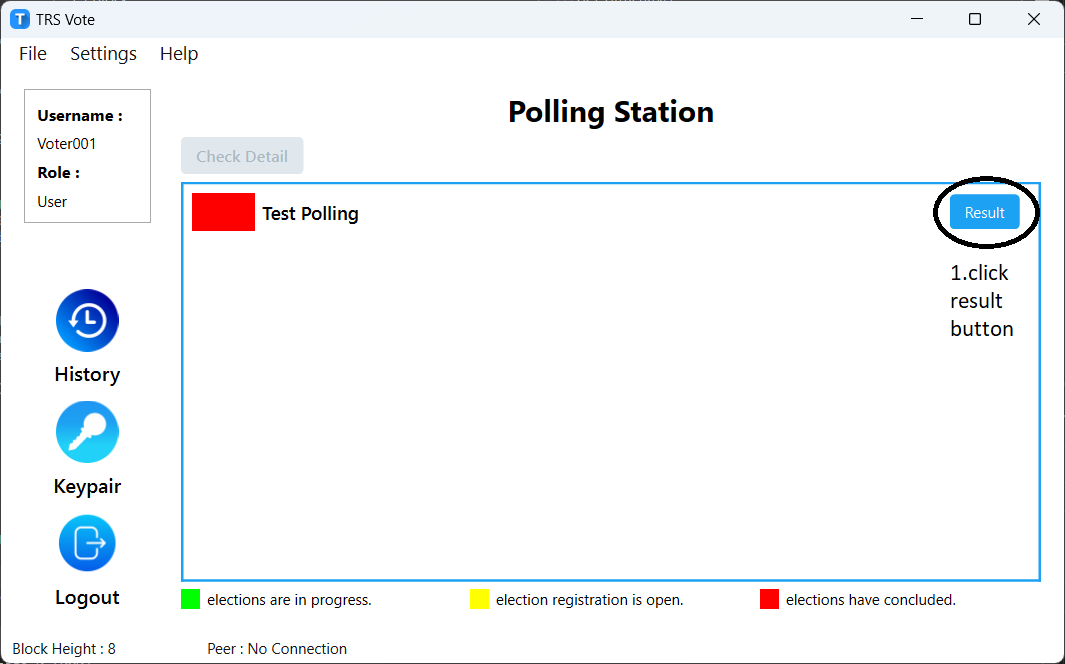 T TRS Vote
File Settings Help
Username :
Voter001
Role :
User
Polling Station
Check Detail
Test Polling
Result
1.click
result
button
History
Keypair
Logout
elections are in progress.
election registration is open.
elections have concluded.
Block Height : 8
Peer : No Connection